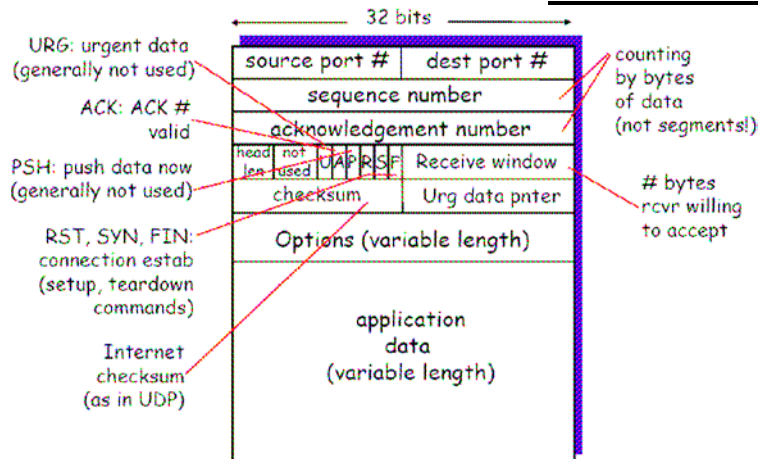 32 bits
URG: urgent data
(generally not used)
ACK: ACK #
valid
PSH: push data now
(generally not used)
RST, SYN, FIN:
connection estab
(setup, teardown
commands)
Internet
checksum
(as in UDP)
source port #
dest port #
sequence number
acknowledgement number
head
len
not
used
U
A
P
R
S
F
Receive window
checksum
Urg data pnter
Options (variable length)
application
data
(variable length)
counting
by bytes
of data
(not segments!)
# bytes
rcvr willing
to accept